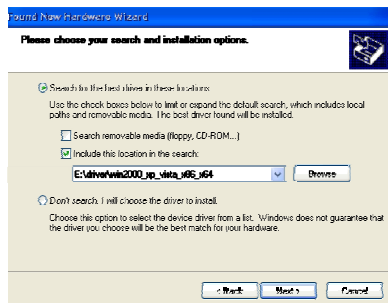 Found New Hardware Wizard
Please choose your search and installation options.
Search for the best driver in these locations.
Use the check boxes below to limit or expand the default search, which includes local
paths and removable media. The best driver found will be installed.
Search removable media (floppy, CD-ROM...)
Include this location in the search:
E:\driver\win2000_xp_vista_x86_x64
Browse
Don't search. I will choose the driver to install.
Choose this option to select the device driver from a list. Windows does not guarantee that
the driver you choose will be the best match for your hardware.
< Back
Next >
Cancel